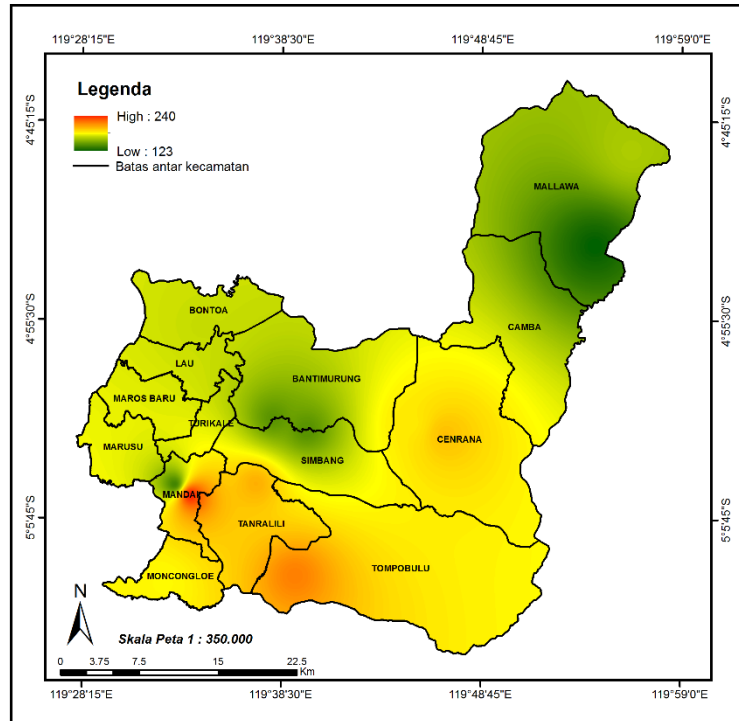 119°28'15"E 119°38'30"E 119°48'45"E 119°59'0"E
Legenda
High : 240
Low : 123
Batas antar kecamatan
4°45'15"S 4°45'15"S
MALLAWA
BONTOA
4°55'30"S 4°55'30"S
CAMBA
LAU
BANTIMURUNG
MAROS BARU
TURIKALE
CENRANA
MARUSU
SIMBANG
MANDAI
5°5'45"S 5°5'45"S
TANRALILI
TOMPOBULU
MONCONGLOE
N
Skala Peta 1 : 350.000
0 3.75 7.5 15 22.5
Km
119°28'15"E 119°38'30"E 119°48'45"E 119°59'0"E